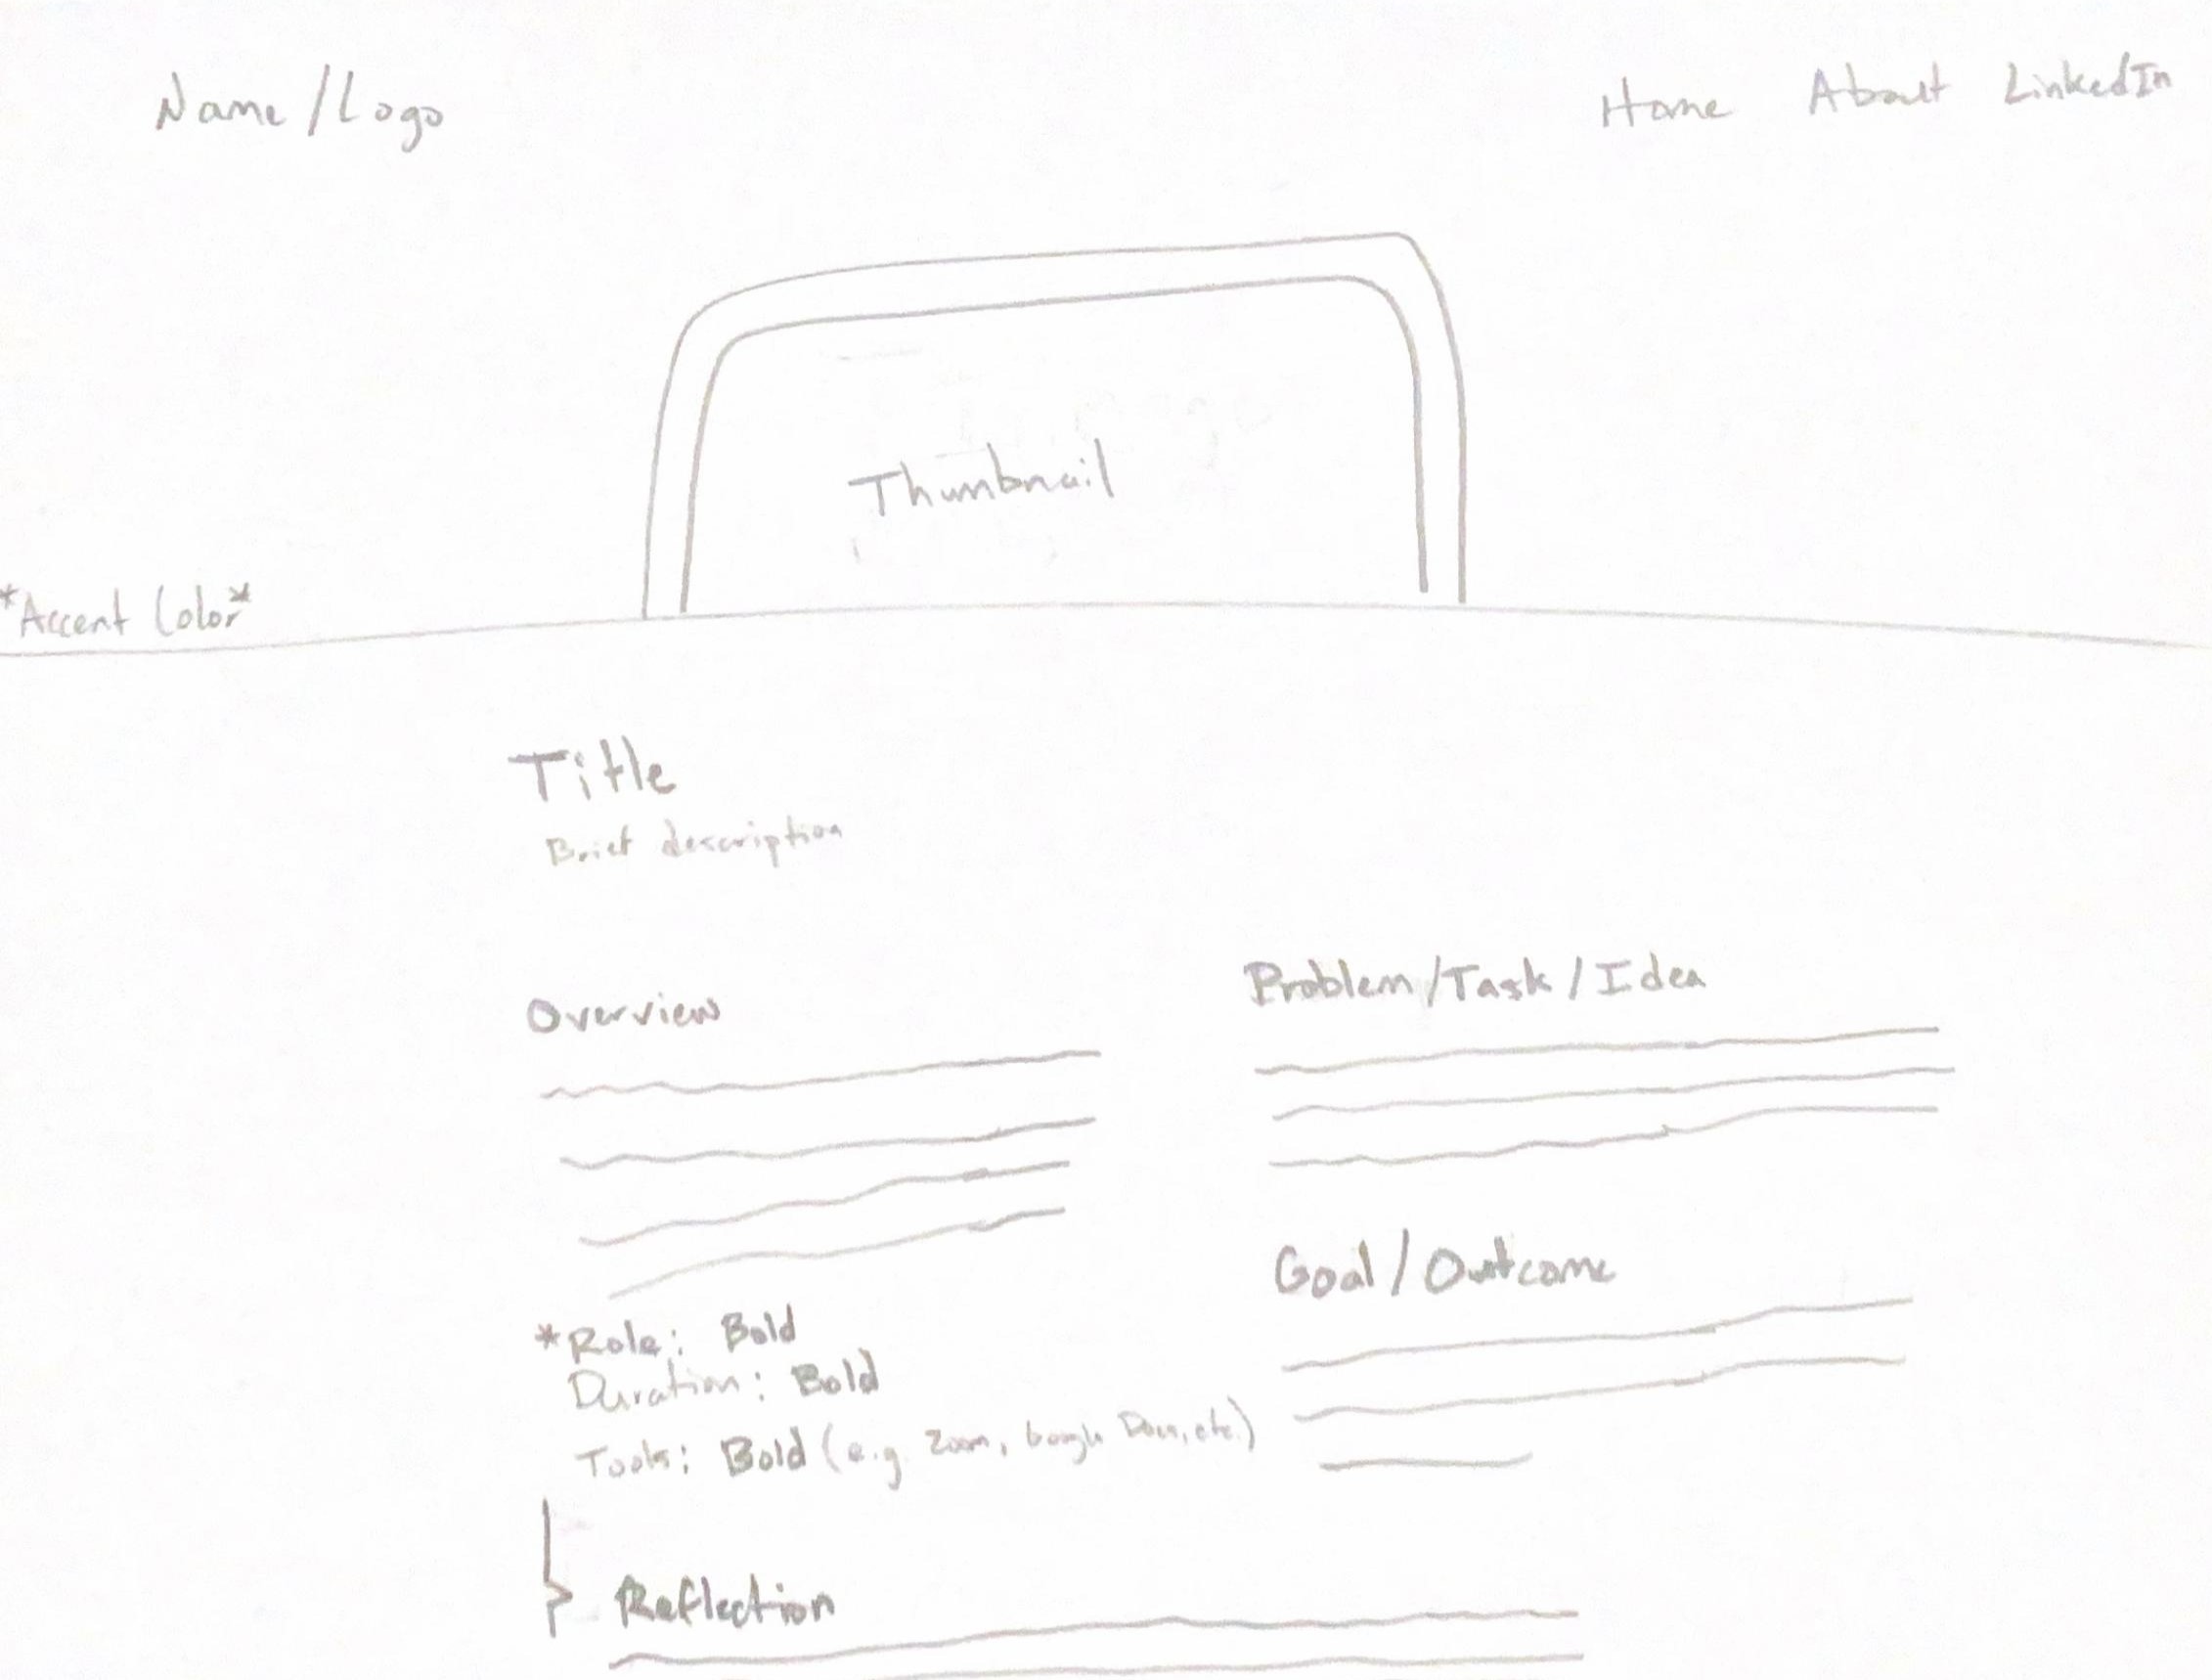 Name/Logo
Home About LinkedIn
Thumbnail
*Accent Color*
Title
Brief description
Overview
Problem/Task/Idea
Goal/Outcome
*Role: Bold
Duration: Bold
Tools: Bold (e.g. Zoom, Google Docs, etc.)
Reflection